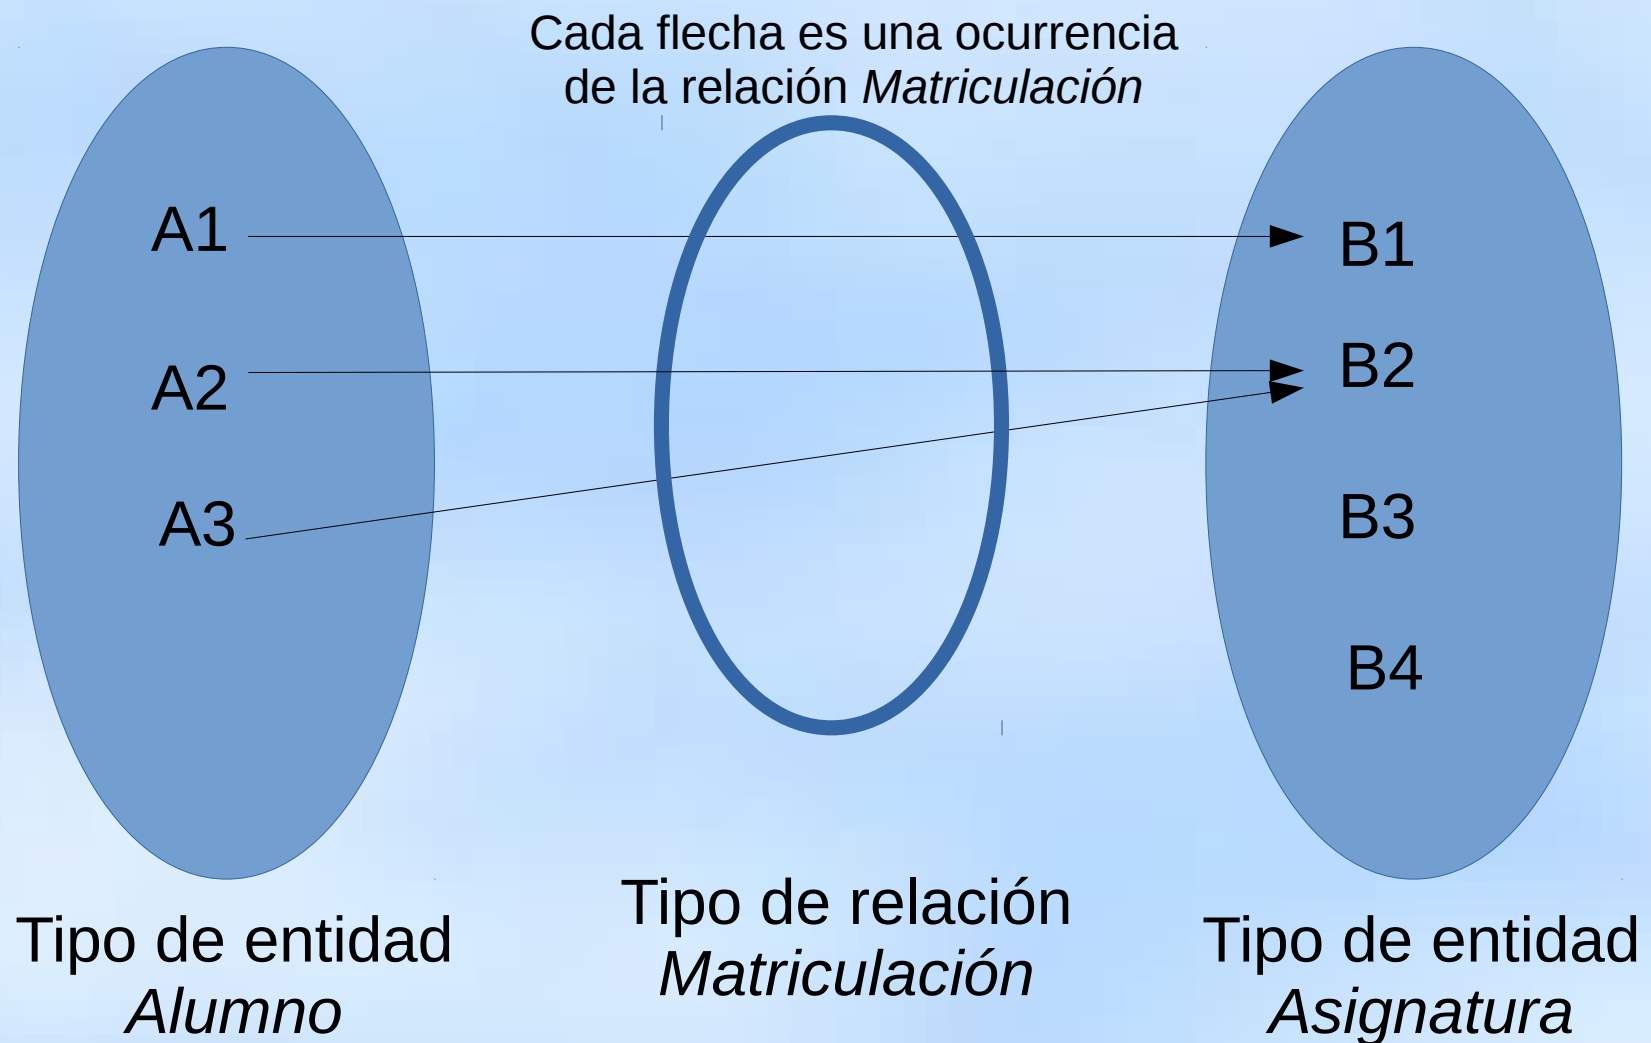 Cada flecha es una ocurrencia
de la relación Matriculación
A1
A2
A3
B1
B2
B3
B4
Tipo de entidad
Alumno
Tipo de relación
Matriculación
Tipo de entidad
Asignatura